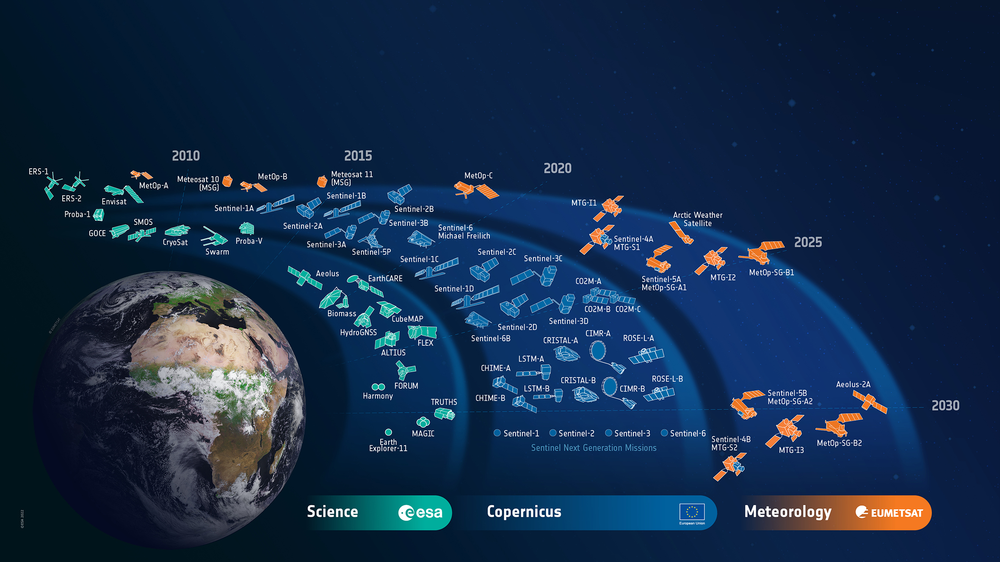 2010
2015
2020
2025
2030
ERS-1
ERS-2
MetOp-A
Envisat
Proba-1
GOCE
SMOS
CryoSat
Swarm
Proba-V
Meteosat 10
(MSG)
MetOp-B
Meteosat 11
(MSG)
MetOp-C
Sentinel-1A
Sentinel-1B
Sentinel-2A
Sentinel-2B
Sentinel-3A
Sentinel-3B
Sentinel-5P
Sentinel-6
Michael Freilich
MTG-I1
Sentinel-4A
MTG-S1
Arctic Weather
Satellite
Sentinel-5A
MetOp-SG-A1
MTG-I2
MetOp-SG-B1
Aeolus
EarthCARE
Biomass
CubeMAP
HydroGNSS
FLEX
ALTIUS
FORUM
Harmony
TRUTHS
MAGIC
Earth
Explorer-11
Sentinel-1C
Sentinel-2C
Sentinel-3C
Sentinel-1D
Sentinel-2D
Sentinel-3D
Sentinel-6B
CO2M-A
CO2M-B
CO2M-C
CRISTAL-A
CIMR-A
ROSE-L-A
CHIME-A
LSTM-A
CHIME-B
LSTM-B
CRISTAL-B
CIMR-B
ROSE-L-B
Sentinel-1
Sentinel-2
Sentinel-3
Sentinel-6
Sentinel Next Generation Missions
Sentinel-5B
MetOp-SG-A2
Aeolus-2A
Sentinel-4B
MTG-S2
MTG-I3
MetOp-SG-B2
© EUMETSAT
© ESA 2022
Science
esa
Copernicus
European Union
Meteorology
EUMETSAT